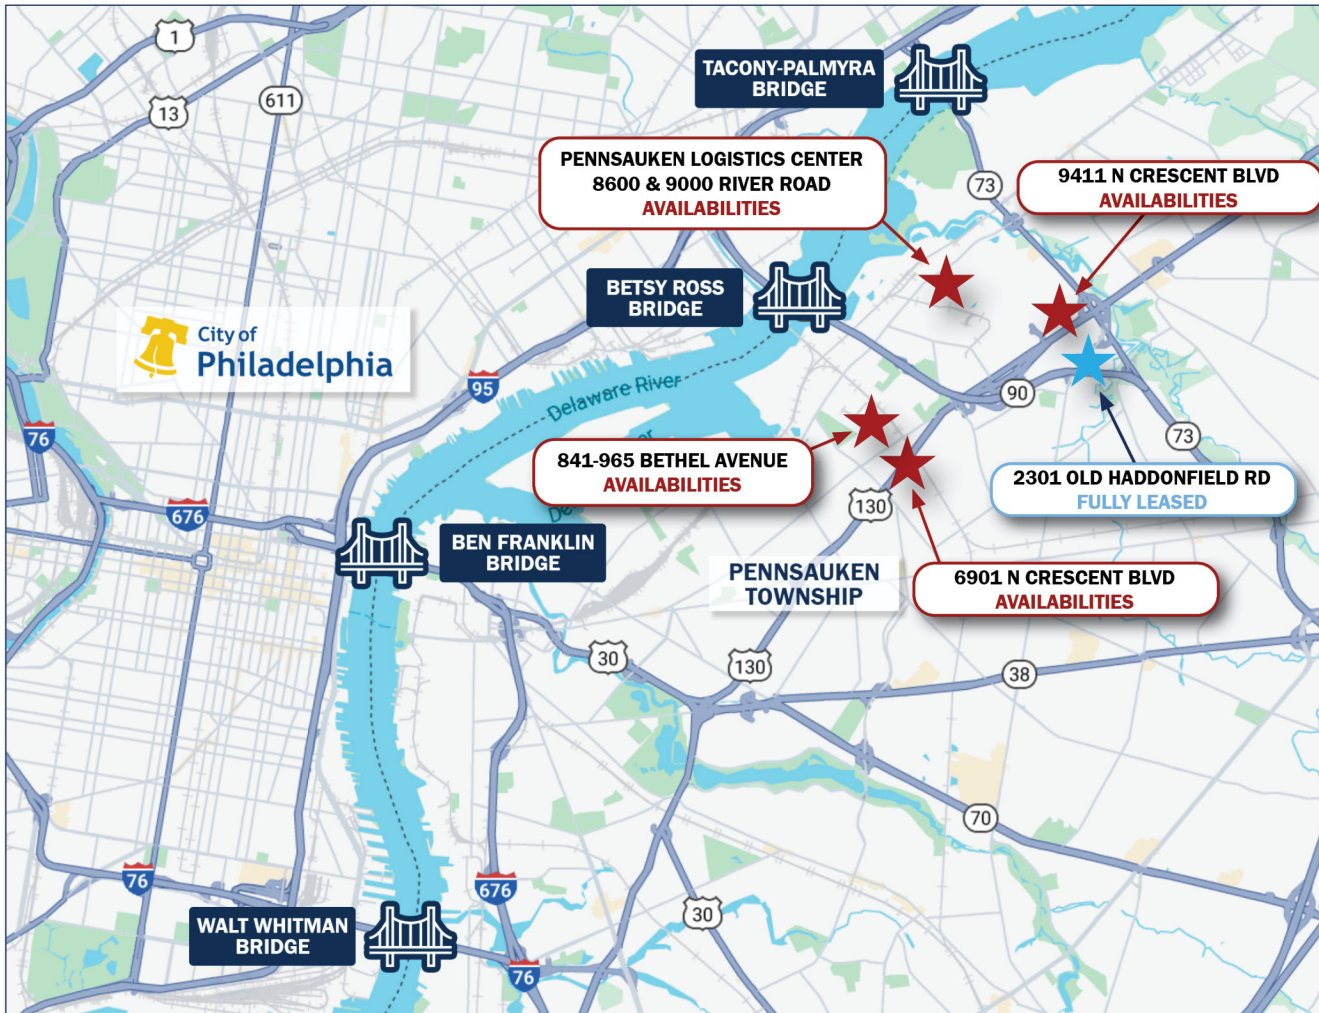 1
13
611
TACONY-PALMYRA
BRIDGE
PENNSAUKEN LOGISTICS CENTER
8600 & 9000 RIVER ROAD
AVAILABILITIES
73
9411 N CRESCENT BLVD
AVAILABILITIES
BETSY ROSS
BRIDGE
City of
Philadelphia
95
Delaware River
90
76
73
841-965 BETHEL AVENUE
AVAILABILITIES
2301 OLD HADDONFIELD RD
FULLY LEASED
676
130
BEN FRANKLIN
BRIDGE
PENNSAUKEN
TOWNSHIP
6901 N CRESCENT BLVD
AVAILABILITIES
30
130
38
70
76
676
30
WALT WHITMAN
BRIDGE
76